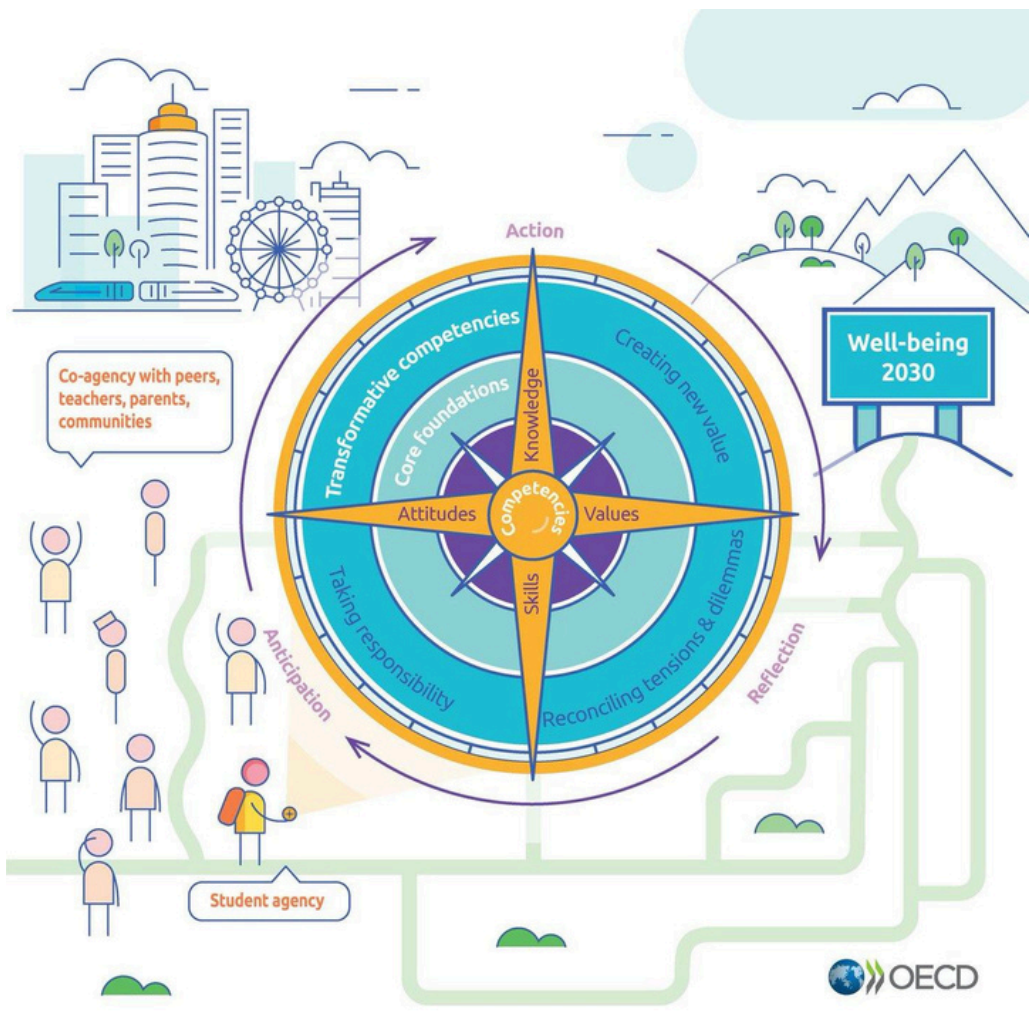 Action
Transformative competencies
Creating new value
Core foundations
Knowledge
Well-being
2030
Co-agency with peers,
teachers, parents,
communities
Attitudes
Competencies
Values
Skills
Taking responsibility
Reconciling tensions & dilemmas
Anticipation
Reflection
Student agency
OECD